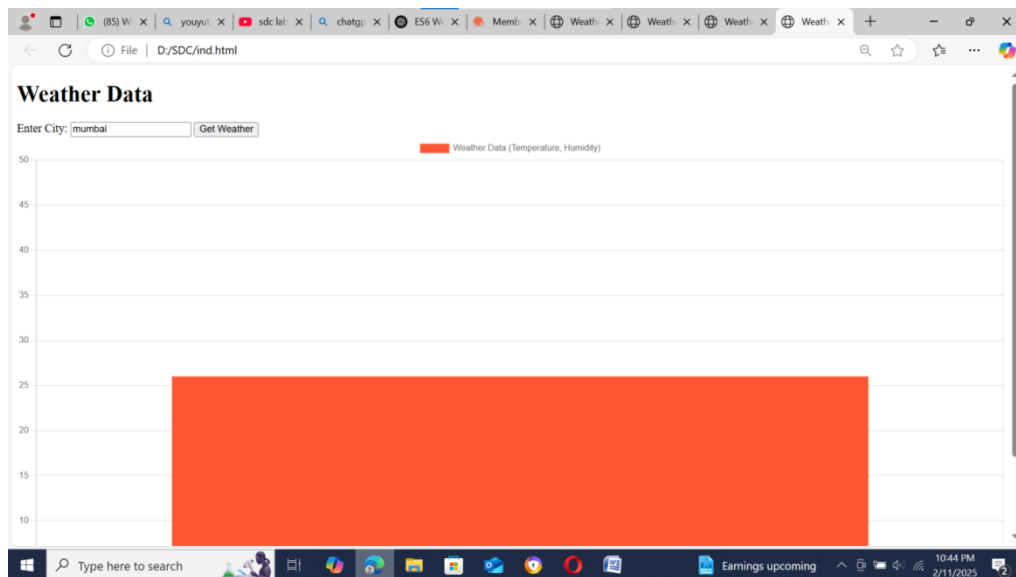 (85) W
youyut
sdc lab
chatgp
ES6 We
Memb
Weath
Weath
Weath
Weath
File | D:/SDC/ind.html
Weather Data
Enter City: mumbai Get Weather
Weather Data (Temperature, Humidity)
50
45
40
35
30
25
20
15
10
Type here to search
Earnings upcoming
10:44 PM
2/11/2025
2